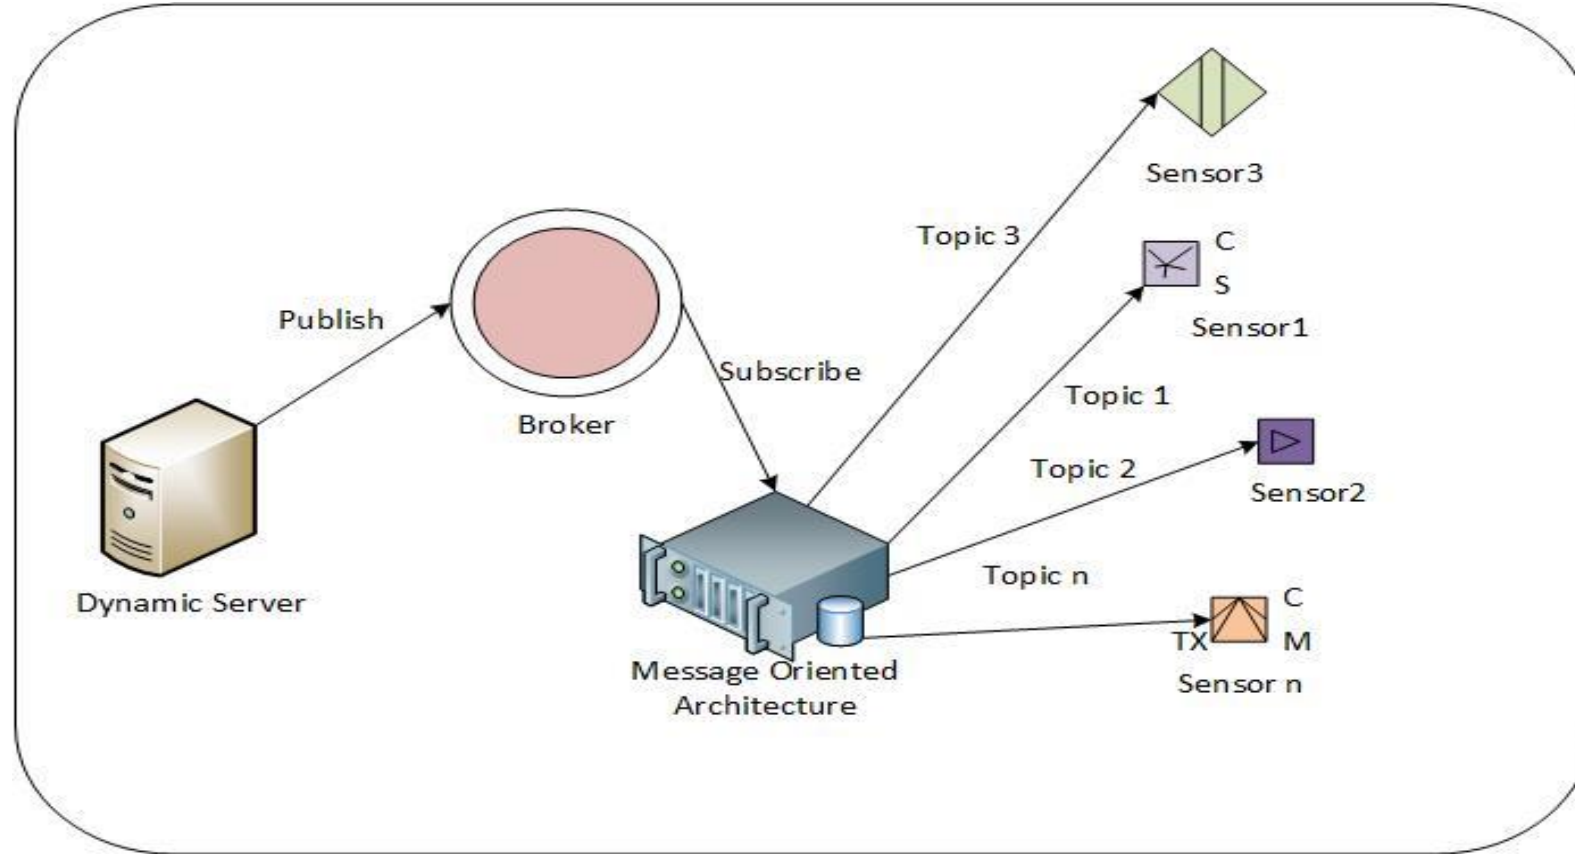 Sensor3
Topic 3
C
S
Sensor1
Publish
Subscribe
Topic 1
Broker
Topic 2
Sensor2
Topic n
Dynamic Server
C
TX
M
Message Oriented
Architecture
Sensor n